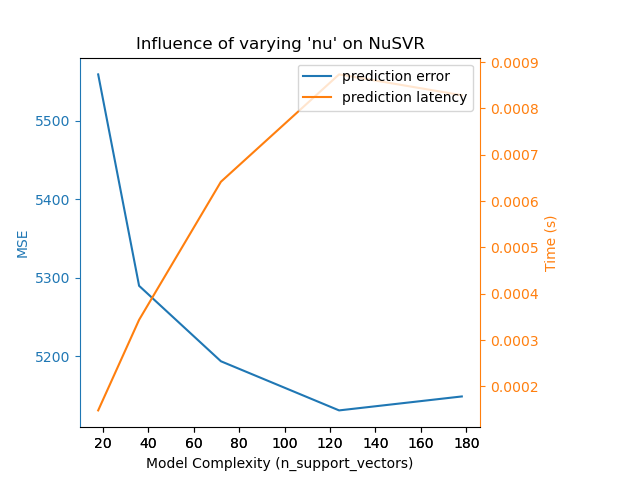 Influence of varying 'nu' on NuSVR
prediction error
prediction latency
MSE
5500
5400
5300
5200
0.0009
0.0008
0.0007
0.0006
0.0005
0.0004
0.0003
0.0002
Time (s)
20 40 60 80 100 120 140 160 180
Model Complexity (n_support_vectors)